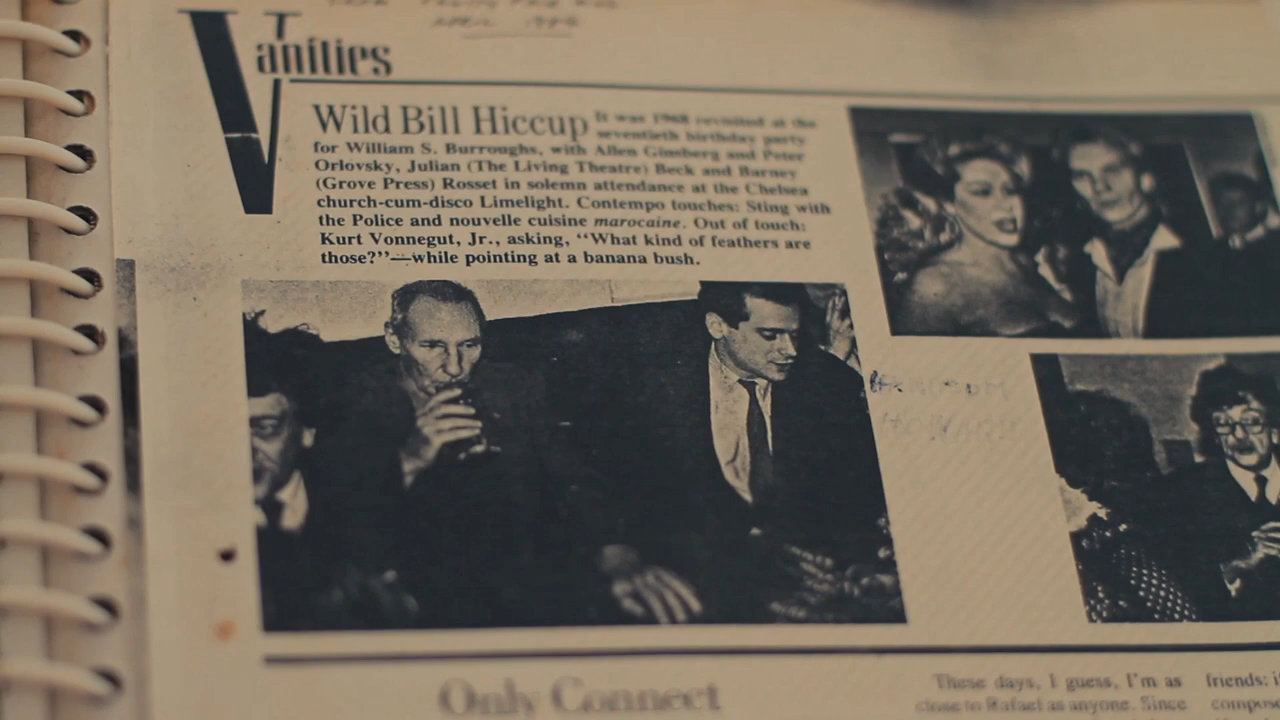 Vanity Fair
April 1984
Vanities
Wild Bill Hiccup It was 1968 revisited at the
seventieth birthday party
for William S. Burroughs, with Allen Ginsberg and Peter
Orlovsky, Julian (The Living Theatre) Beck and Barney
(Grove Press) Rosset in solemn attendance at the Chelsea
church-cum-disco Limelight. Contempo touches: Sting with
the Police and nouvelle cuisine marocaine. Out of touch:
Kurt Vonnegut, Jr., asking, “What kind of feathers are
those?”—while pointing at a banana bush.
Only Connect
These days, I guess, I'm as
close to Rafael as anyone. Since
friends: